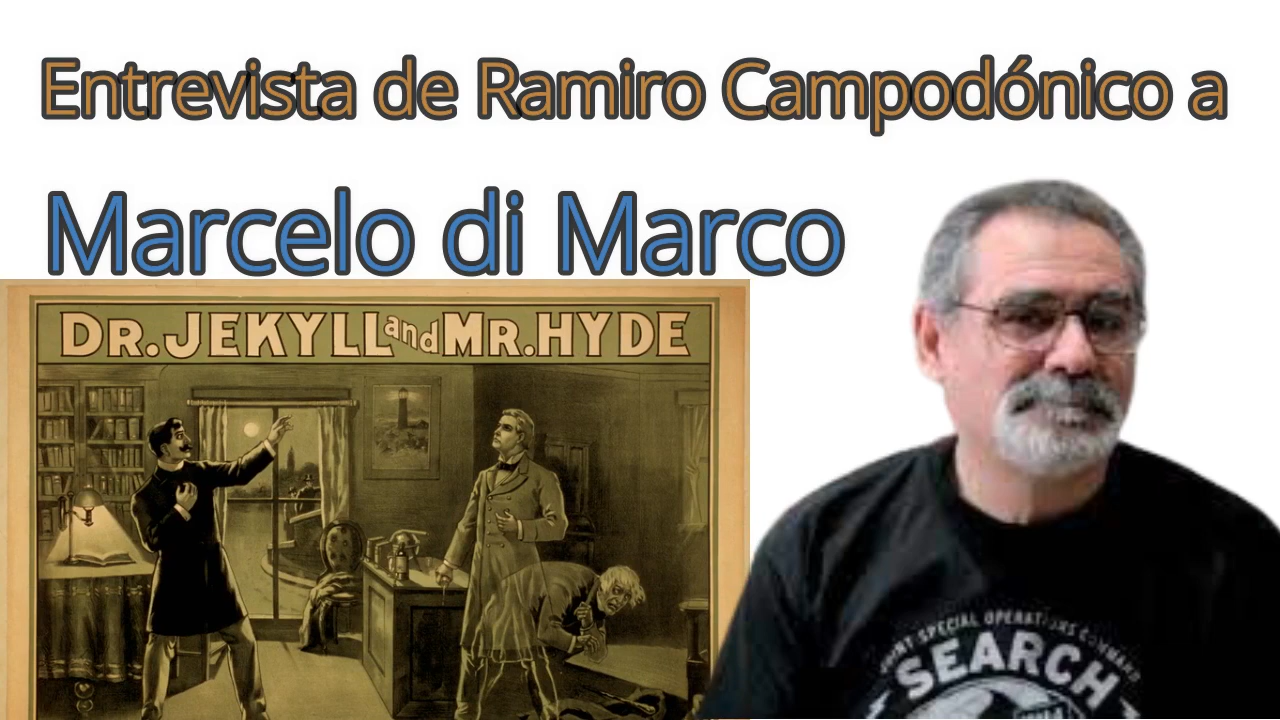 Entrevista de Ramiro Campodónico a
Marcelo di Marco
DR. JEKYLL and MR. HYDE
SPECIAL OPERATIONS COMMAND
SEARCH